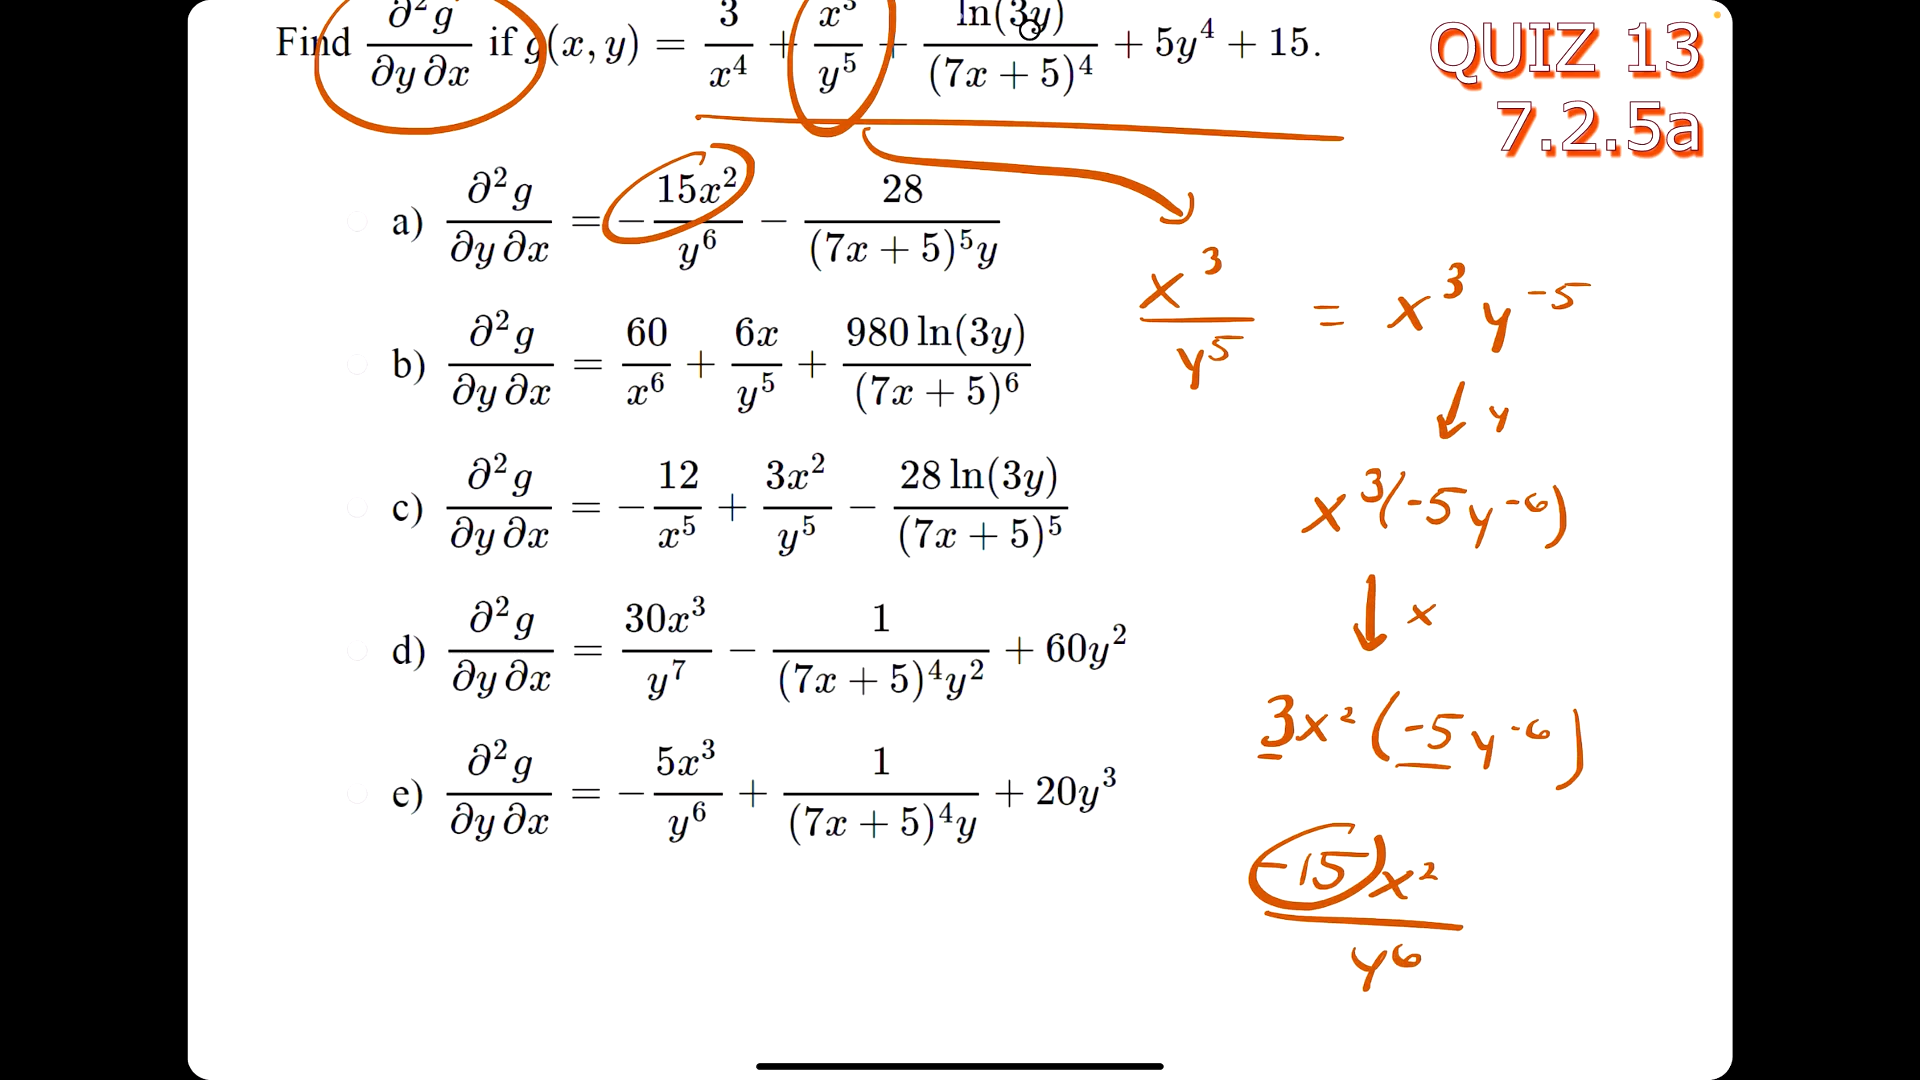 Find ∂²g/∂y ∂x if g(x, y) = 3/x⁴ + x³/y⁵ + ln(3y)/(7x + 5)⁴ + 5y⁴ + 15.
QUIZ 13
7.2.5a
a) ∂²g/∂y ∂x = −15x²/y⁶ − 28/(7x + 5)⁵y
b) ∂²g/∂y ∂x = 60/x⁶ + 6x/y⁵ + 980 ln(3y)/(7x + 5)⁶
c) ∂²g/∂y ∂x = −12/x⁵ + 3x²/y⁵ − 28 ln(3y)/(7x + 5)⁵
d) ∂²g/∂y ∂x = 30x³/y⁷ − 1/(7x + 5)⁴y² + 60y²
e) ∂²g/∂y ∂x = −5x³/y⁶ + 1/(7x + 5)⁴y + 20y³
x³/y⁵ = x³y⁻⁵
↓ y
x³(-5y⁻⁶)
↓ x
3x²(-5y⁻⁶)
-15x²/y⁶